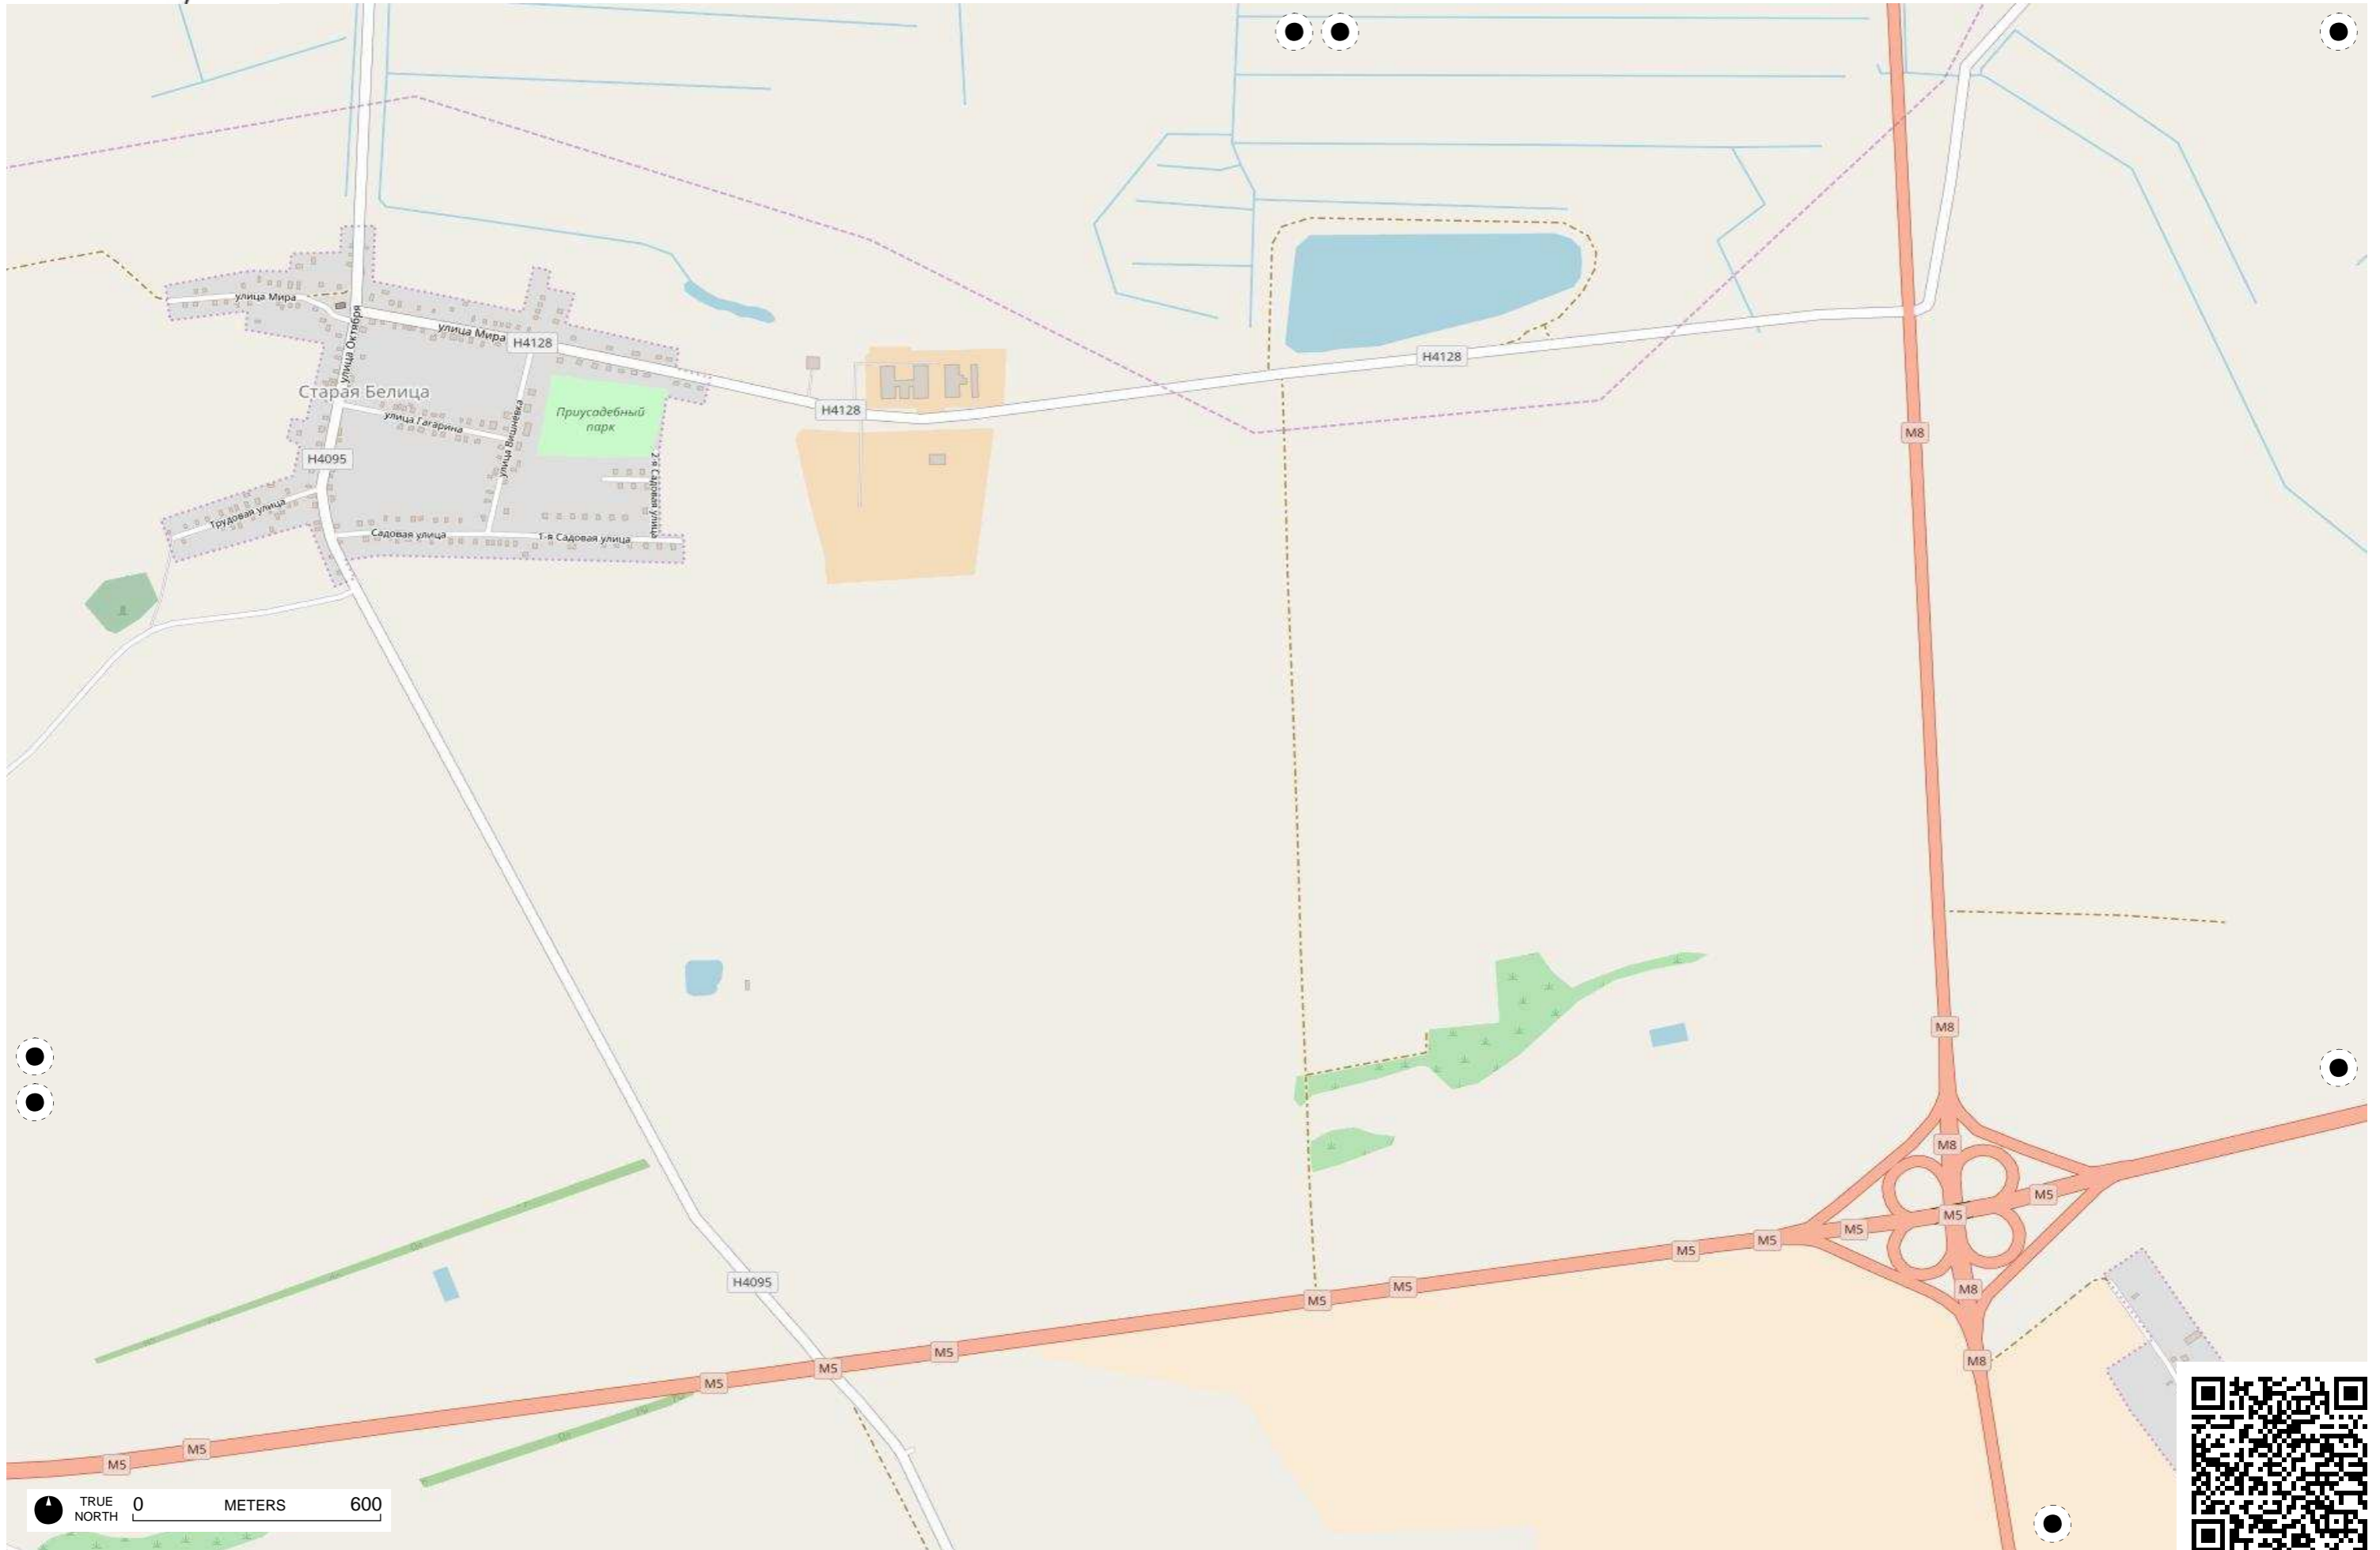 улица Мира
улица Октября
улица Мира
H4128
Старая Белица
H4128
H4128
Приусадебный
парк
улица Гагарина
улица Вишнёвка
M8
H4095
2-я Садовая улица
Трудовая улица
Садовая улица
1-я Садовая улица
M8
M8
M5
M5
M5
M5
M5
H4095
M5
M8
M5
M5
M5
M8
M5
M5
M5
TRUE
NORTH
0
METERS
600